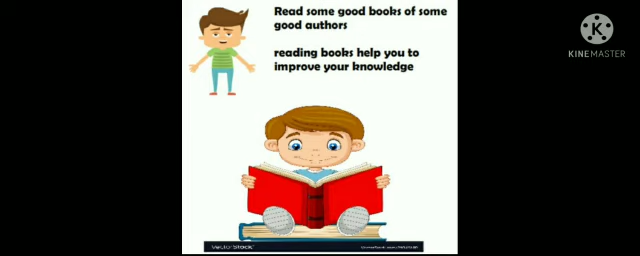 Read some good books of some
good authors
reading books help you to
improve your knowledge
KINEMASTER
VectorStock